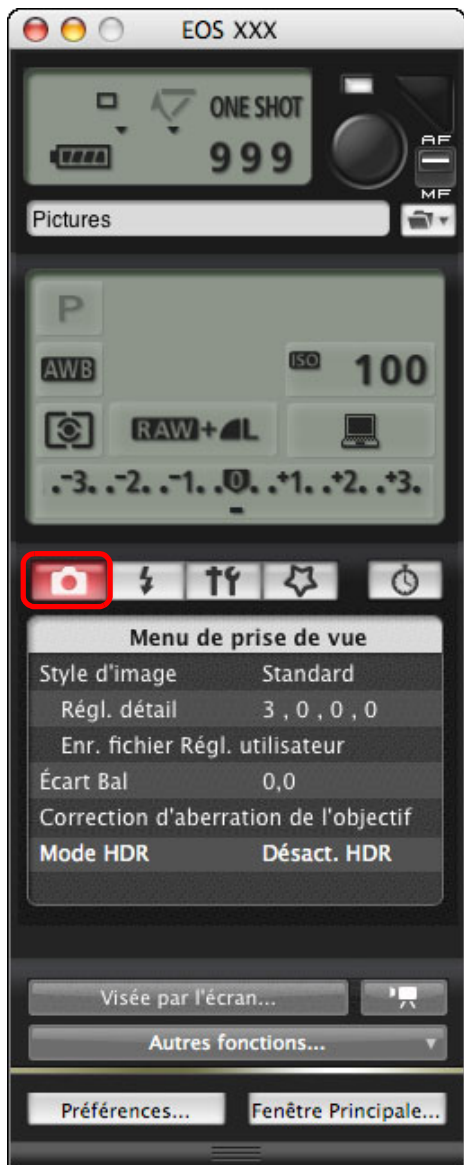 EOS XXX
ONE SHOT
999
AF
MF
Pictures
P
AWB
ISO 100
RAW+L
.-3. .-2. .-1. .0. .+1. .+2. .+3.
Menu de prise de vue
Style d'image Standard
Régl. détail 3 , 0 , 0 , 0
Enr. fichier Régl. utilisateur
Écart Bal 0,0
Correction d'aberration de l'objectif
Mode HDR Désact. HDR
Visée par l'écran...
Autres fonctions...
Préférences... Fenêtre Principale...